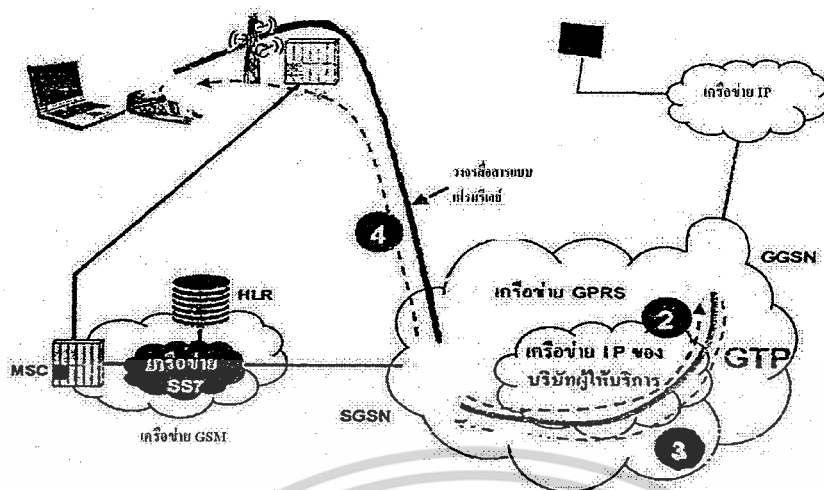 เครือข่าย IP
วงจรสื่อสารแบบ
เฟรมรีเลย์
4
GGSN
HLR
เครือข่าย GPRS
2
MSC
เครือข่าย
SS7
เครือข่าย IP ของ
บริษัทผู้ให้บริการ
GTP
SGSN
เครือข่าย GSM
3